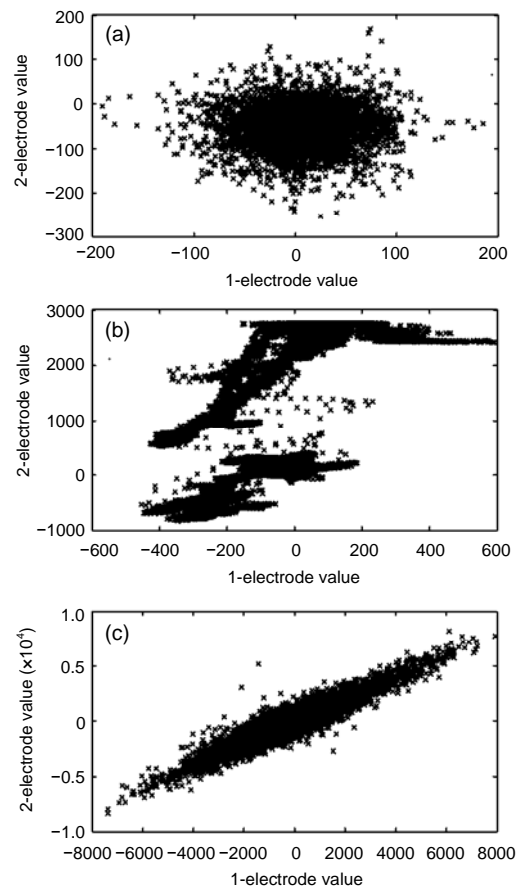 (a)
200
100
0
−100
−200
−300
2-electrode value
−200 −100 0 100 200
1-electrode value
(b)
3000
2000
1000
0
−1000
2-electrode value
−600 −400 −200 0 200 400 600
1-electrode value
(c)
1.0
0.5
0
−0.5
−1.0
2-electrode value (×10⁴)
−8000 −6000 −4000 −2000 0 2000 4000 6000 8000
1-electrode value